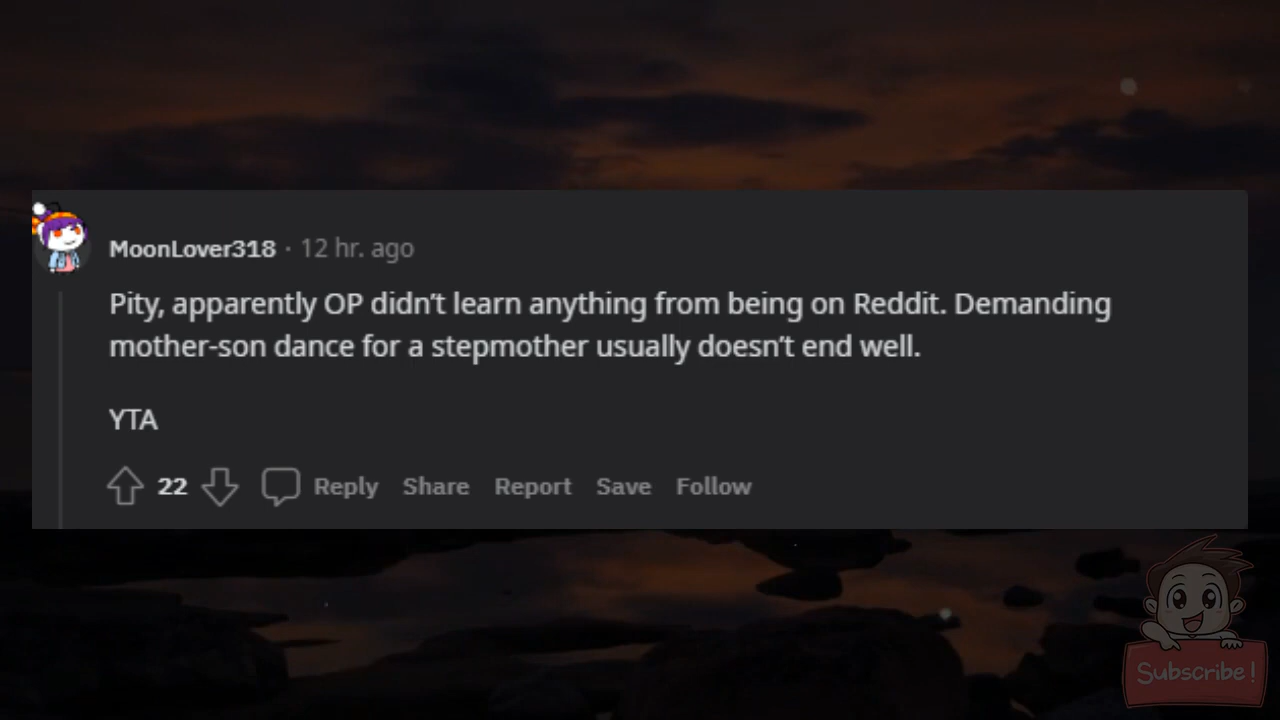 MoonLover318 · 12 hr. ago
Pity, apparently OP didn’t learn anything from being on Reddit. Demanding
mother-son dance for a stepmother usually doesn’t end well.
YTA
22 Reply Share Report Save Follow
Subscribe!